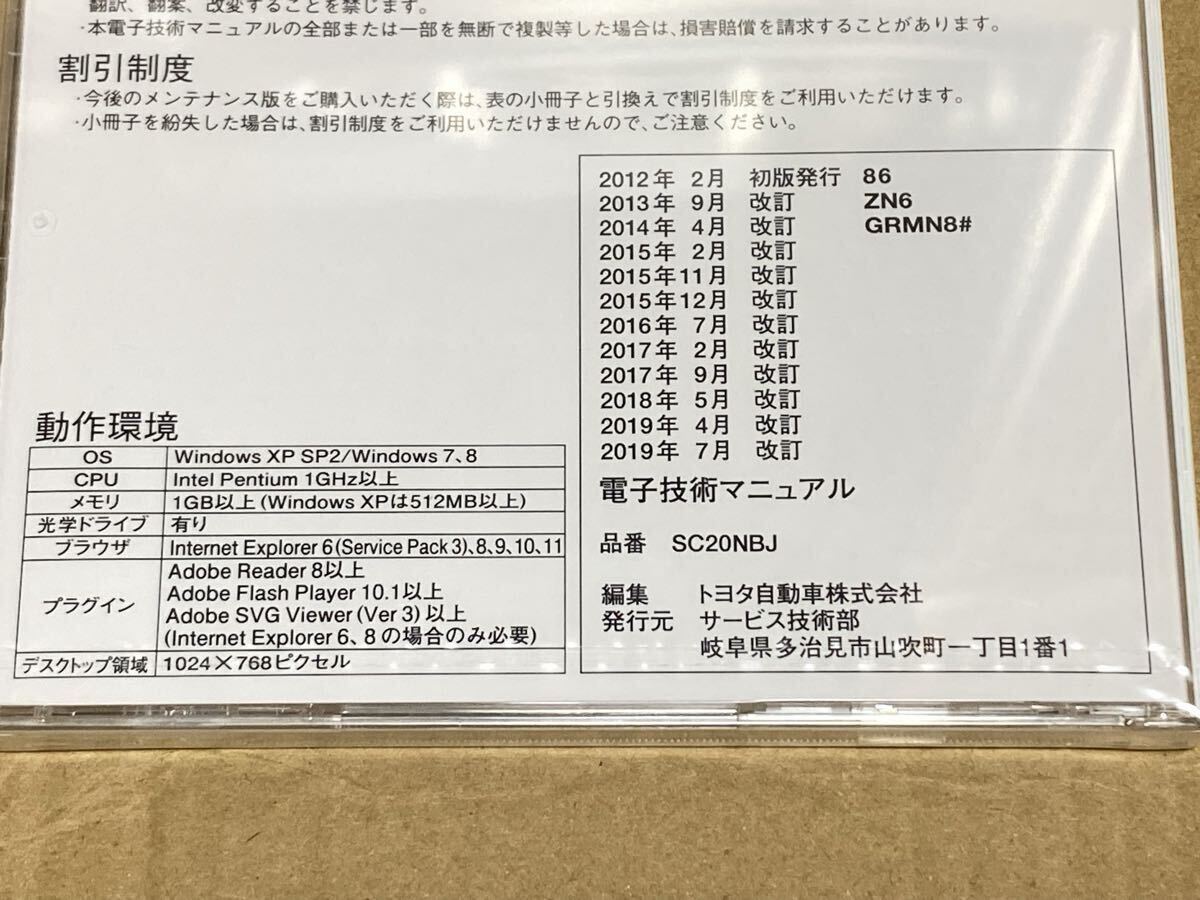 翻訳、翻案、改変することを禁じます。
・本電子技術マニュアルの全部または一部を無断で複製等した場合は、損害賠償を請求することがあります。
割引制度
・今後のメンテナンス版をご購入いただく際は、表の小冊子と引換えで割引制度をご利用いただけます。
・小冊子を紛失した場合は、割引制度をご利用いただけませんので、ご注意ください。
動作環境
OS Windows XP SP2/Windows 7、8
CPU Intel Pentium 1GHz以上
メモリ 1GB以上(Windows XPは512MB以上)
光学ドライブ 有り
ブラウザ Internet Explorer 6(Service Pack 3)、8、9、10、11
プラグイン Adobe Reader 8以上
Adobe Flash Player 10.1以上
Adobe SVG Viewer (Ver 3) 以上
(Internet Explorer 6、8 の場合のみ必要)
デスクトップ領域 1024×768ピクセル
2012年 2月 初版発行 86
2013年 9月 改訂 ZN6
2014年 4月 改訂 GRMN8#
2015年 2月 改訂
2015年11月 改訂
2015年12月 改訂
2016年 7月 改訂
2017年 2月 改訂
2017年 9月 改訂
2018年 5月 改訂
2019年 4月 改訂
2019年 7月 改訂
電子技術マニュアル
品番 SC20NBJ
編集 トヨタ自動車株式会社
発行元 サービス技術部
岐阜県多治見市山吹町一丁目1番1